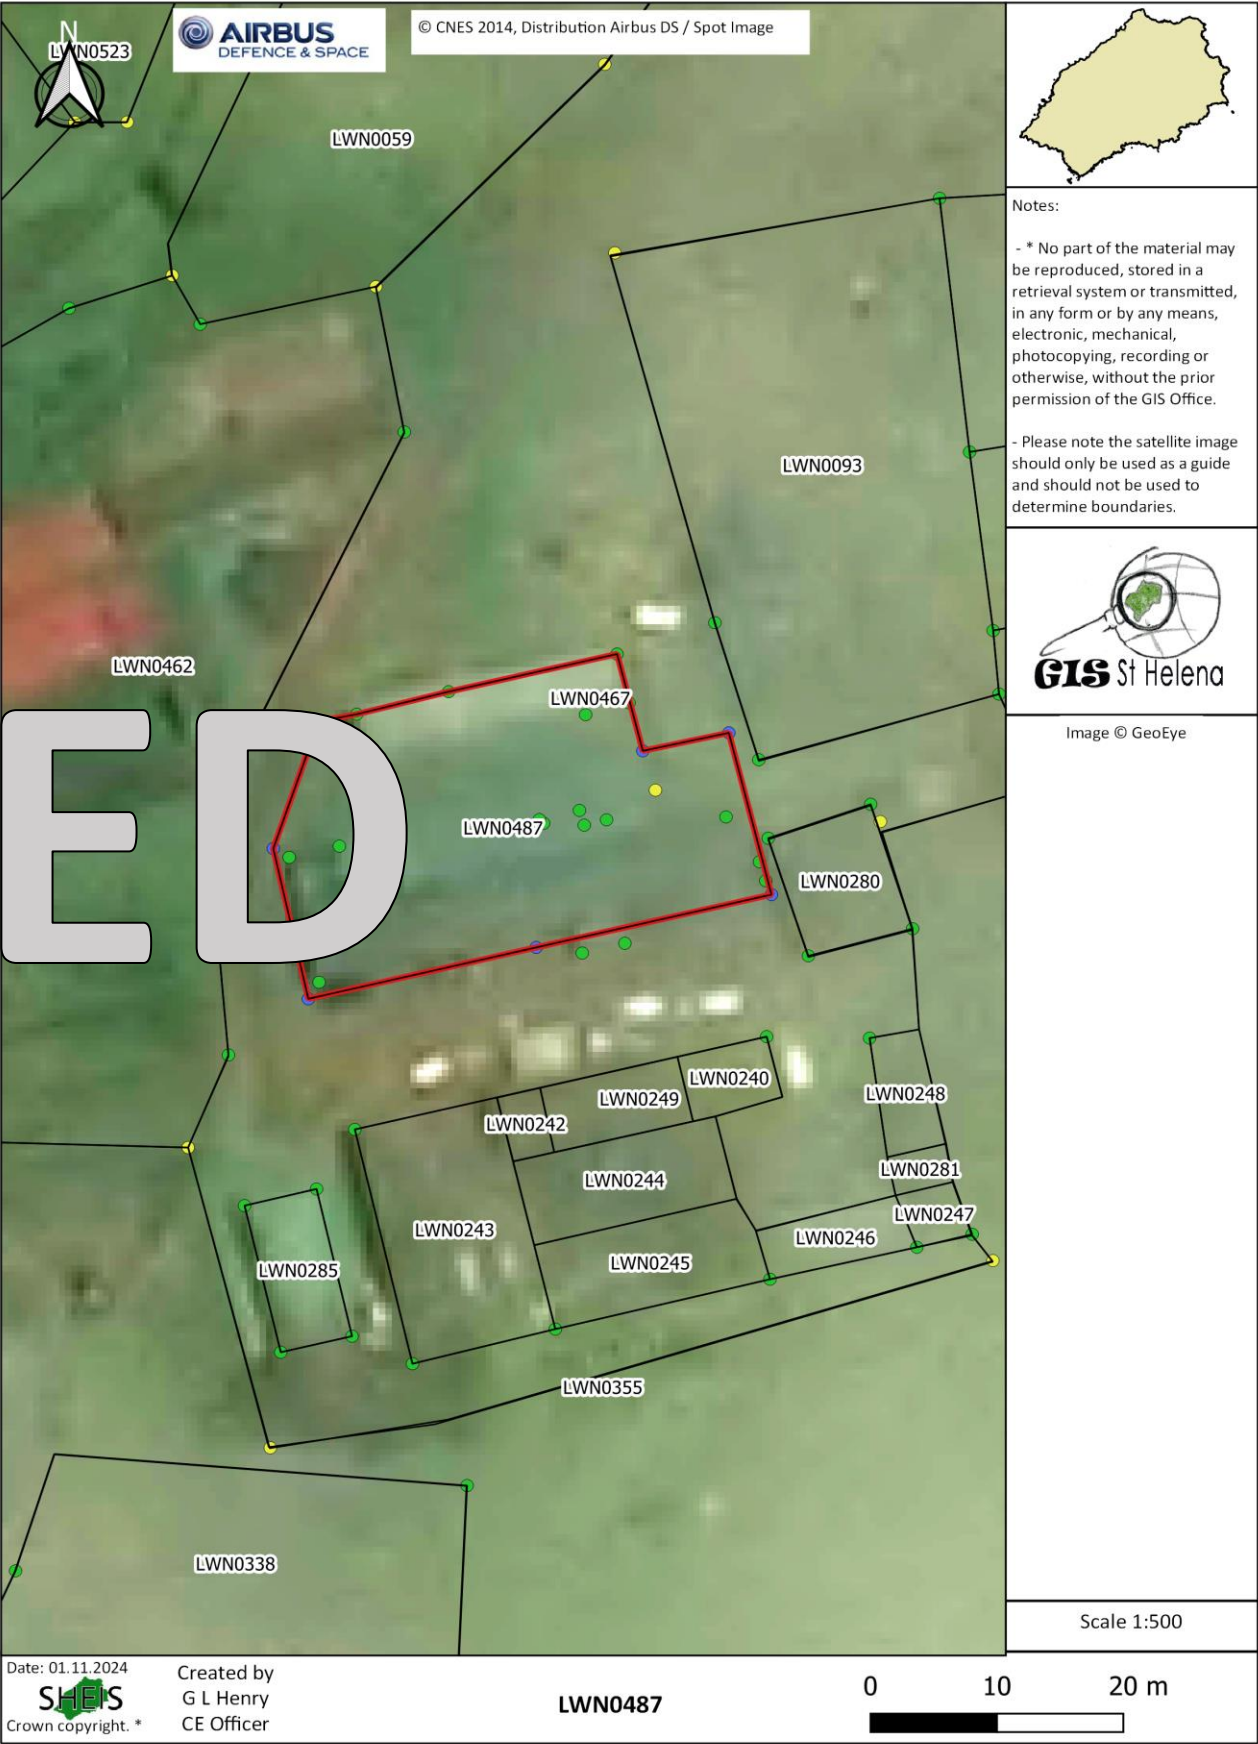 N
LWN0523
AIRBUS
DEFENCE & SPACE
© CNES 2014, Distribution Airbus DS / Spot Image
LWN0059
Notes:
- * No part of the material may
be reproduced, stored in a
retrieval system or transmitted,
in any form or by any means,
electronic, mechanical,
photocopying, recording or
otherwise, without the prior
permission of the GIS Office.
- Please note the satellite image
should only be used as a guide
and should not be used to
determine boundaries.
GIS St Helena
Image © GeoEye
LWN0093
LWN0462
LWN0467
ED
LWN0487
LWN0280
LWN0240
LWN0249
LWN0248
LWN0242
LWN0281
LWN0244
LWN0247
LWN0243
LWN0246
LWN0245
LWN0285
LWN0355
LWN0338
Scale 1:500
Date: 01.11.2024
SHEIS
Crown copyright. *
Created by
G L Henry
CE Officer
LWN0487
0 10 20 m